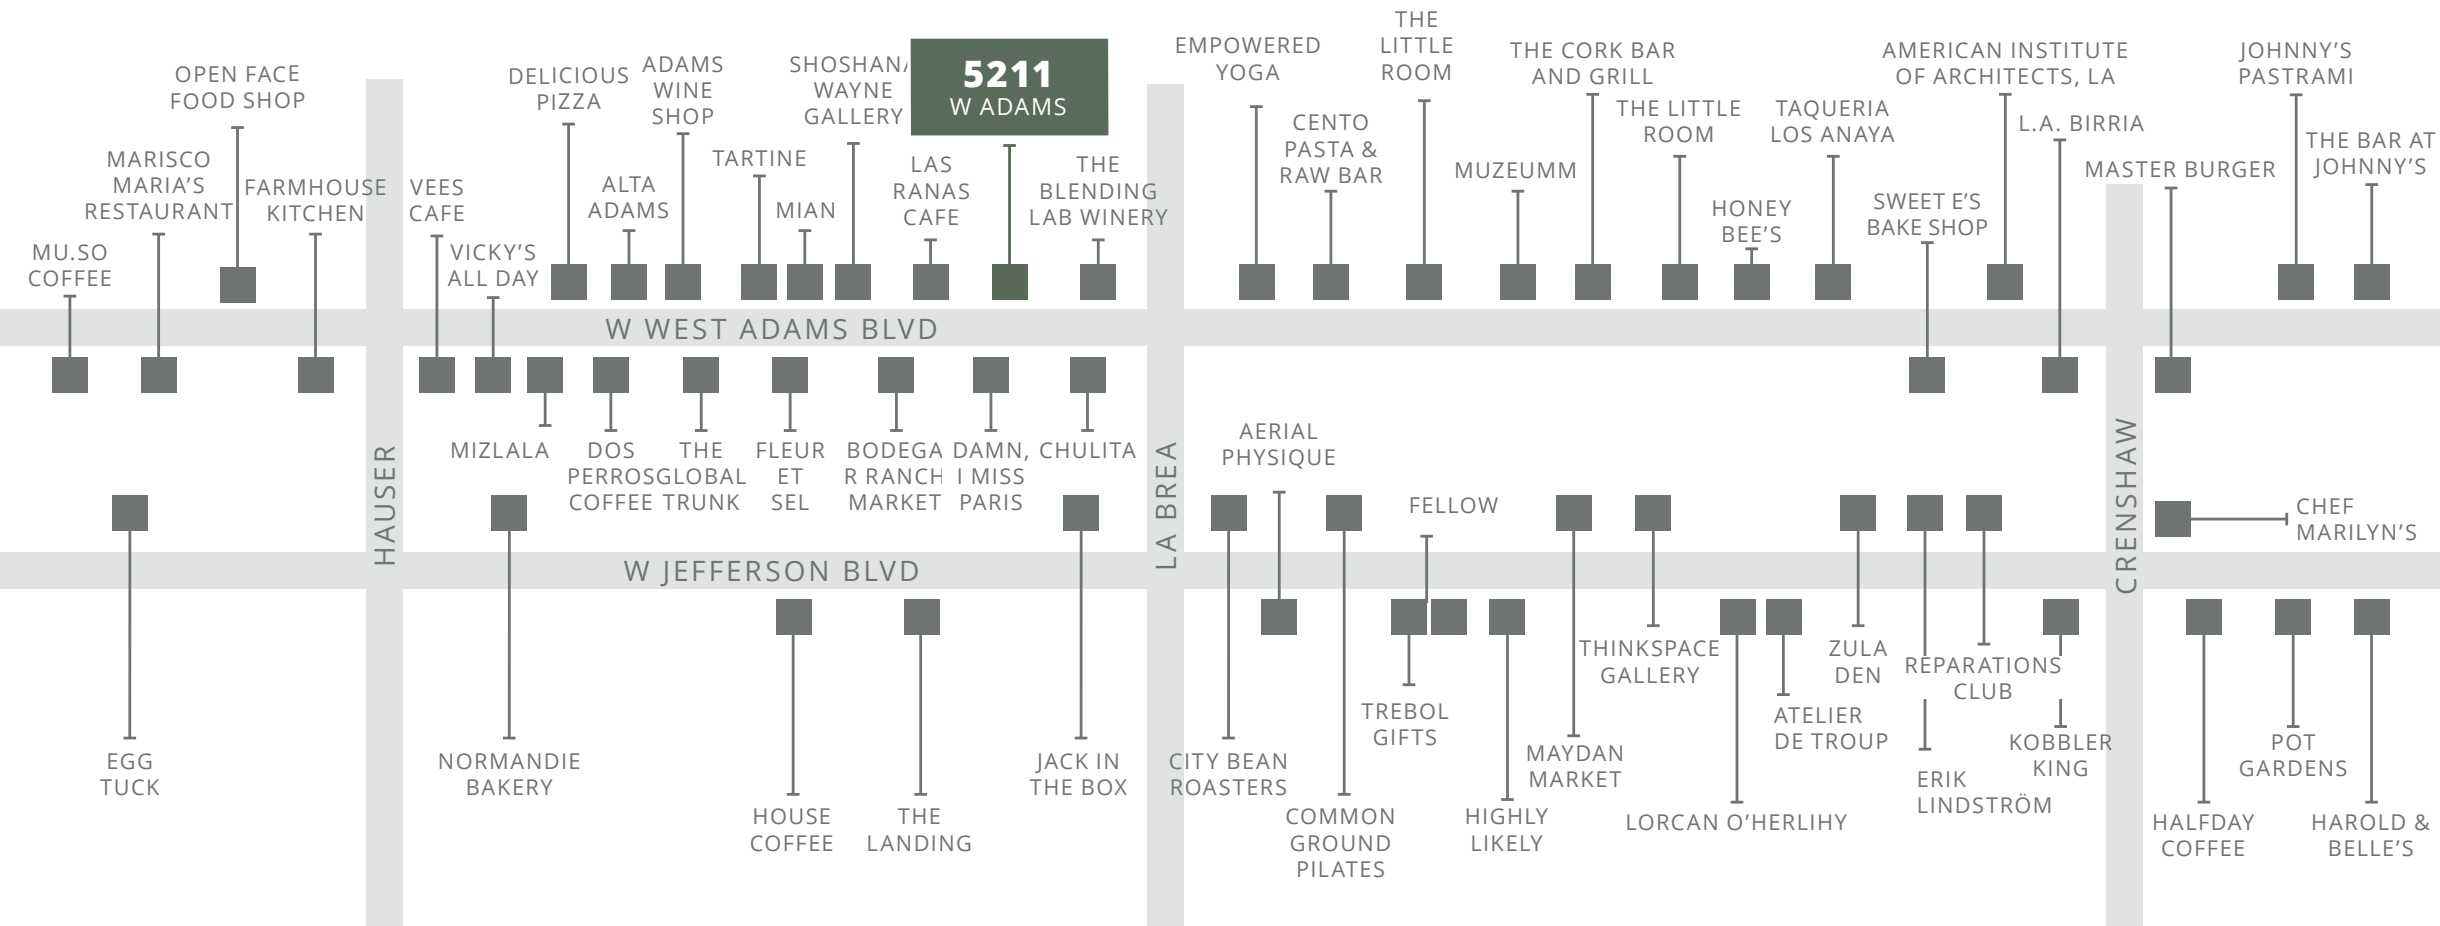 OPEN FACE
FOOD SHOP
MARISCO
MARIA'S
RESTAURANT
FARMHOUSE
KITCHEN
MU.SO
COFFEE
VEES
CAFE
VICKY'S
ALL DAY
DELICIOUS
PIZZA
ALTA
ADAMS
ADAMS
WINE
SHOP
TARTINE
MIAN
SHOSHANA
WAYNE
GALLERY
5211
W ADAMS
LAS
RANAS
CAFE
THE
BLENDING
LAB WINERY
EMPOWERED
YOGA
CENTO
PASTA &
RAW BAR
THE
LITTLE
ROOM
MUZEUMM
THE CORK BAR
AND GRILL
THE LITTLE
ROOM
HONEY
BEE'S
TAQUERIA
LOS ANAYA
SWEET E'S
BAKE SHOP
AMERICAN INSTITUTE
OF ARCHITECTS, LA
L.A. BIRRIA
MASTER BURGER
JOHNNY'S
PASTRAMI
THE BAR AT
JOHNNY'S
W WEST ADAMS BLVD
MIZLALA
DOS
PERROS
COFFEE
THE
GLOBAL
TRUNK
FLEUR
ET
SEL
BODEGA
R RANCH
MARKET
DAMN,
I MISS
PARIS
CHULITA
AERIAL
PHYSIQUE
FELLOW
CHEF
MARILYN'S
HAUSER
LA BREA
CRENSHAW
W JEFFERSON BLVD
EGG
TUCK
NORMANDIE
BAKERY
HOUSE
COFFEE
THE
LANDING
JACK IN
THE BOX
CITY BEAN
ROASTERS
COMMON
GROUND
PILATES
TREBOL
GIFTS
HIGHLY
LIKELY
MAYDAN
MARKET
THINKSPACE
GALLERY
LORCAN O'HERLIHY
ATELIER
DE TROUP
ZULA
DEN
REPARATIONS
CLUB
ERIK
LINDSTRÖM
KOBBLER
KING
HALFDAY
COFFEE
POT
GARDENS
HAROLD &
BELLE'S